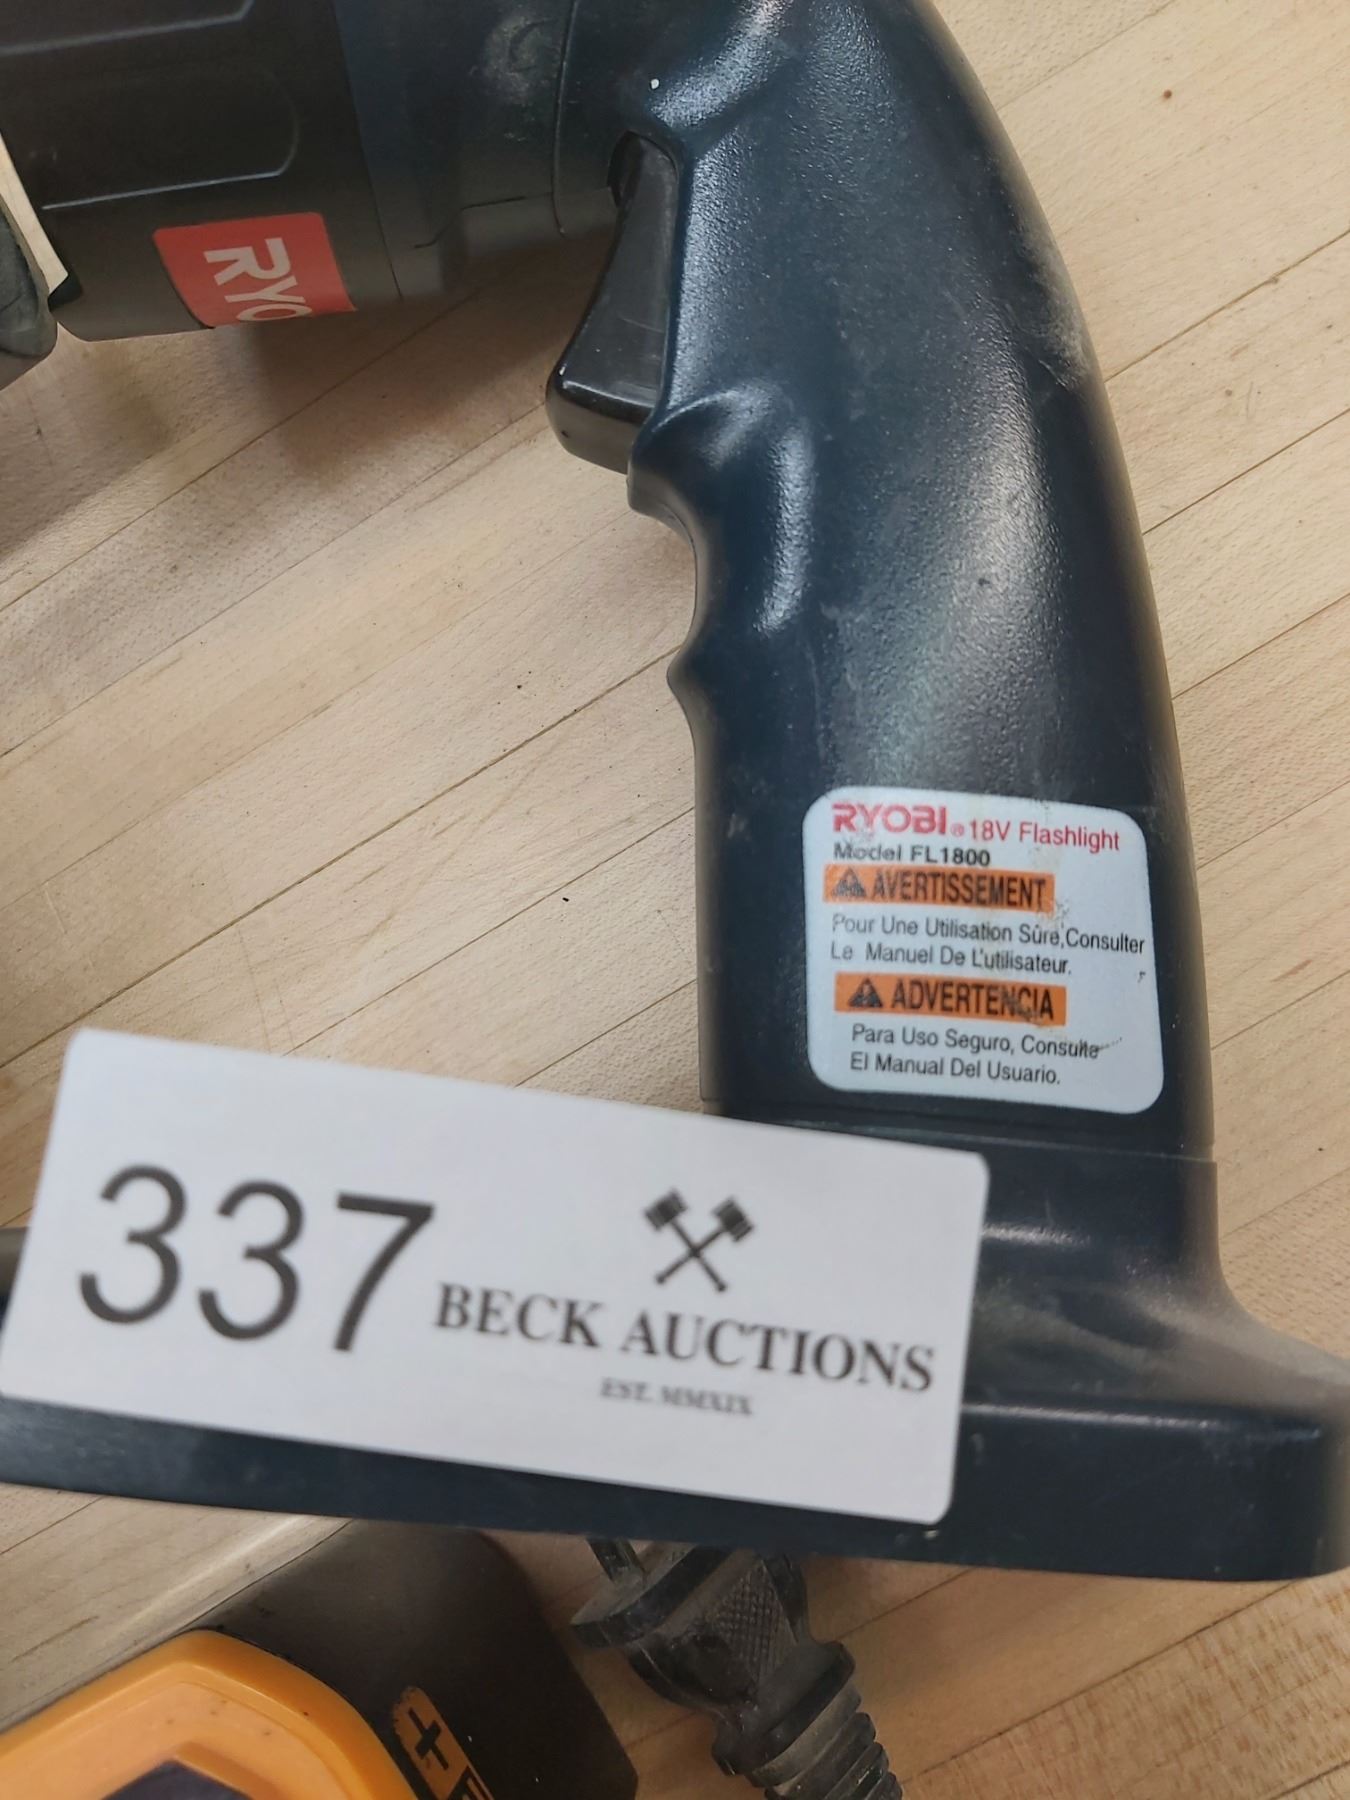 RYO
RYOBI® 18V Flashlight
Model FL1800
AVERTISSEMENT
Pour Une Utilisation Sûre,Consulter
Le Manuel De L'utilisateur.
ADVERTENCIA
Para Uso Seguro, Consulte
El Manual Del Usuario.
337
BECK AUCTIONS
EST. MMXIX
+